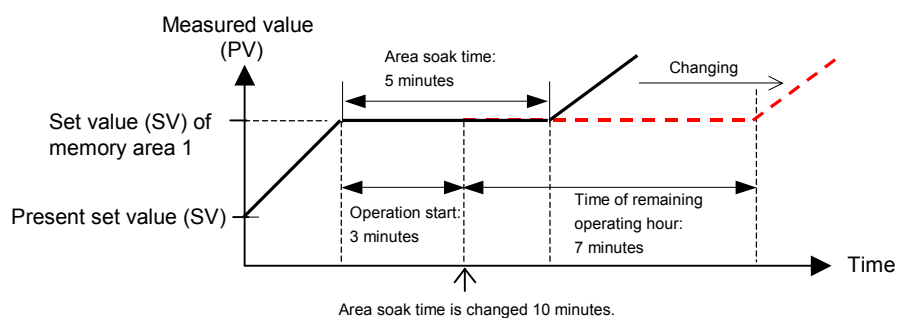 Measured value
(PV)
Area soak time:
5 minutes
Changing
Set value (SV) of
memory area 1
Present set value (SV)
Operation start:
3 minutes
Time of remaining
operating hour:
7 minutes
Time
Area soak time is changed 10 minutes.